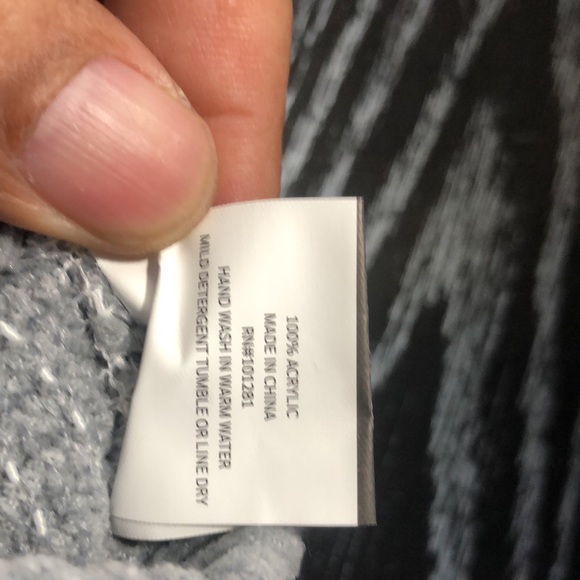 100% ACRYLIC
MADE IN CHINA
RN#101281
HAND WASH IN WARM WATER
MILD DETERGENT TUMBLE OR LINE DRY